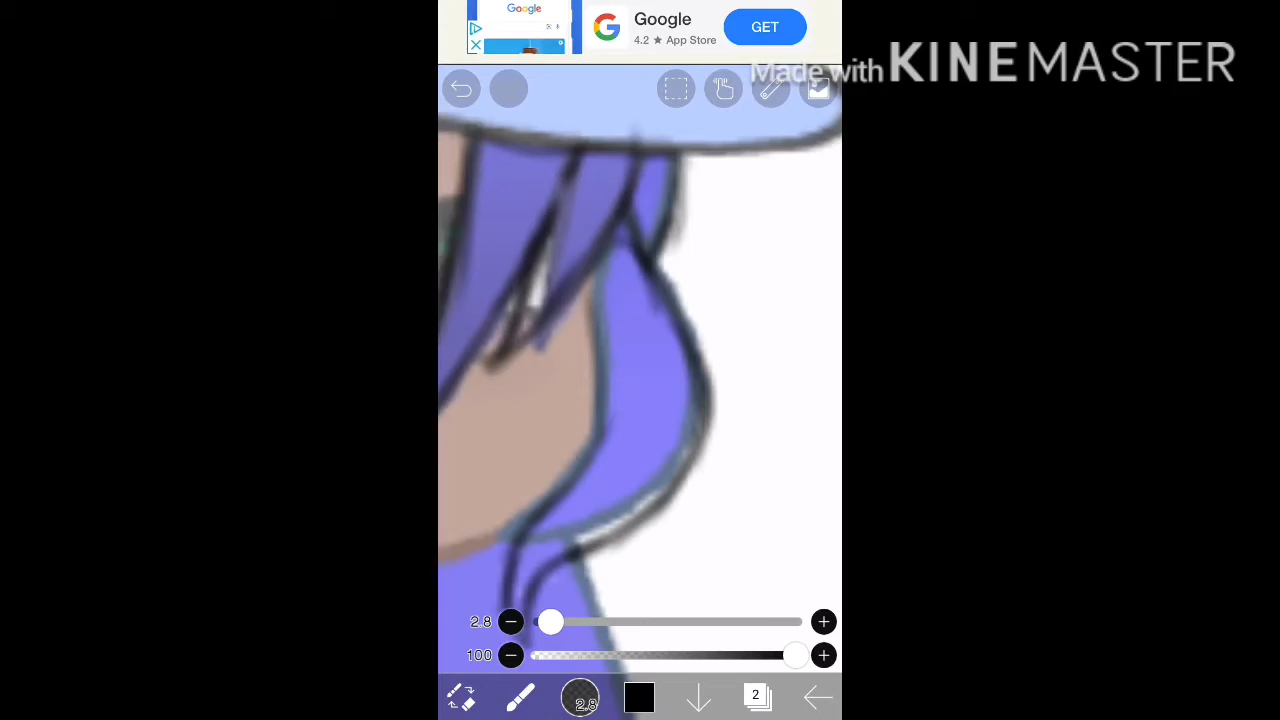 Google
Google
4.2 ★ App Store
GET
Made with KINEMASTER
2.8
100
2.8
2